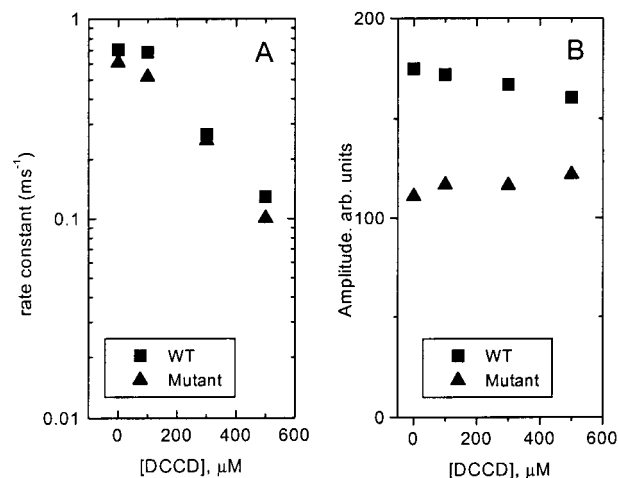 A
1
0.1
0.01
rate constant (ms⁻¹)
WT
Mutant
0
200
400
600
[DCCD], μM
B
200
100
0
Amplitude. arb. units
WT
Mutant
0
200
400
600
[DCCD], μM